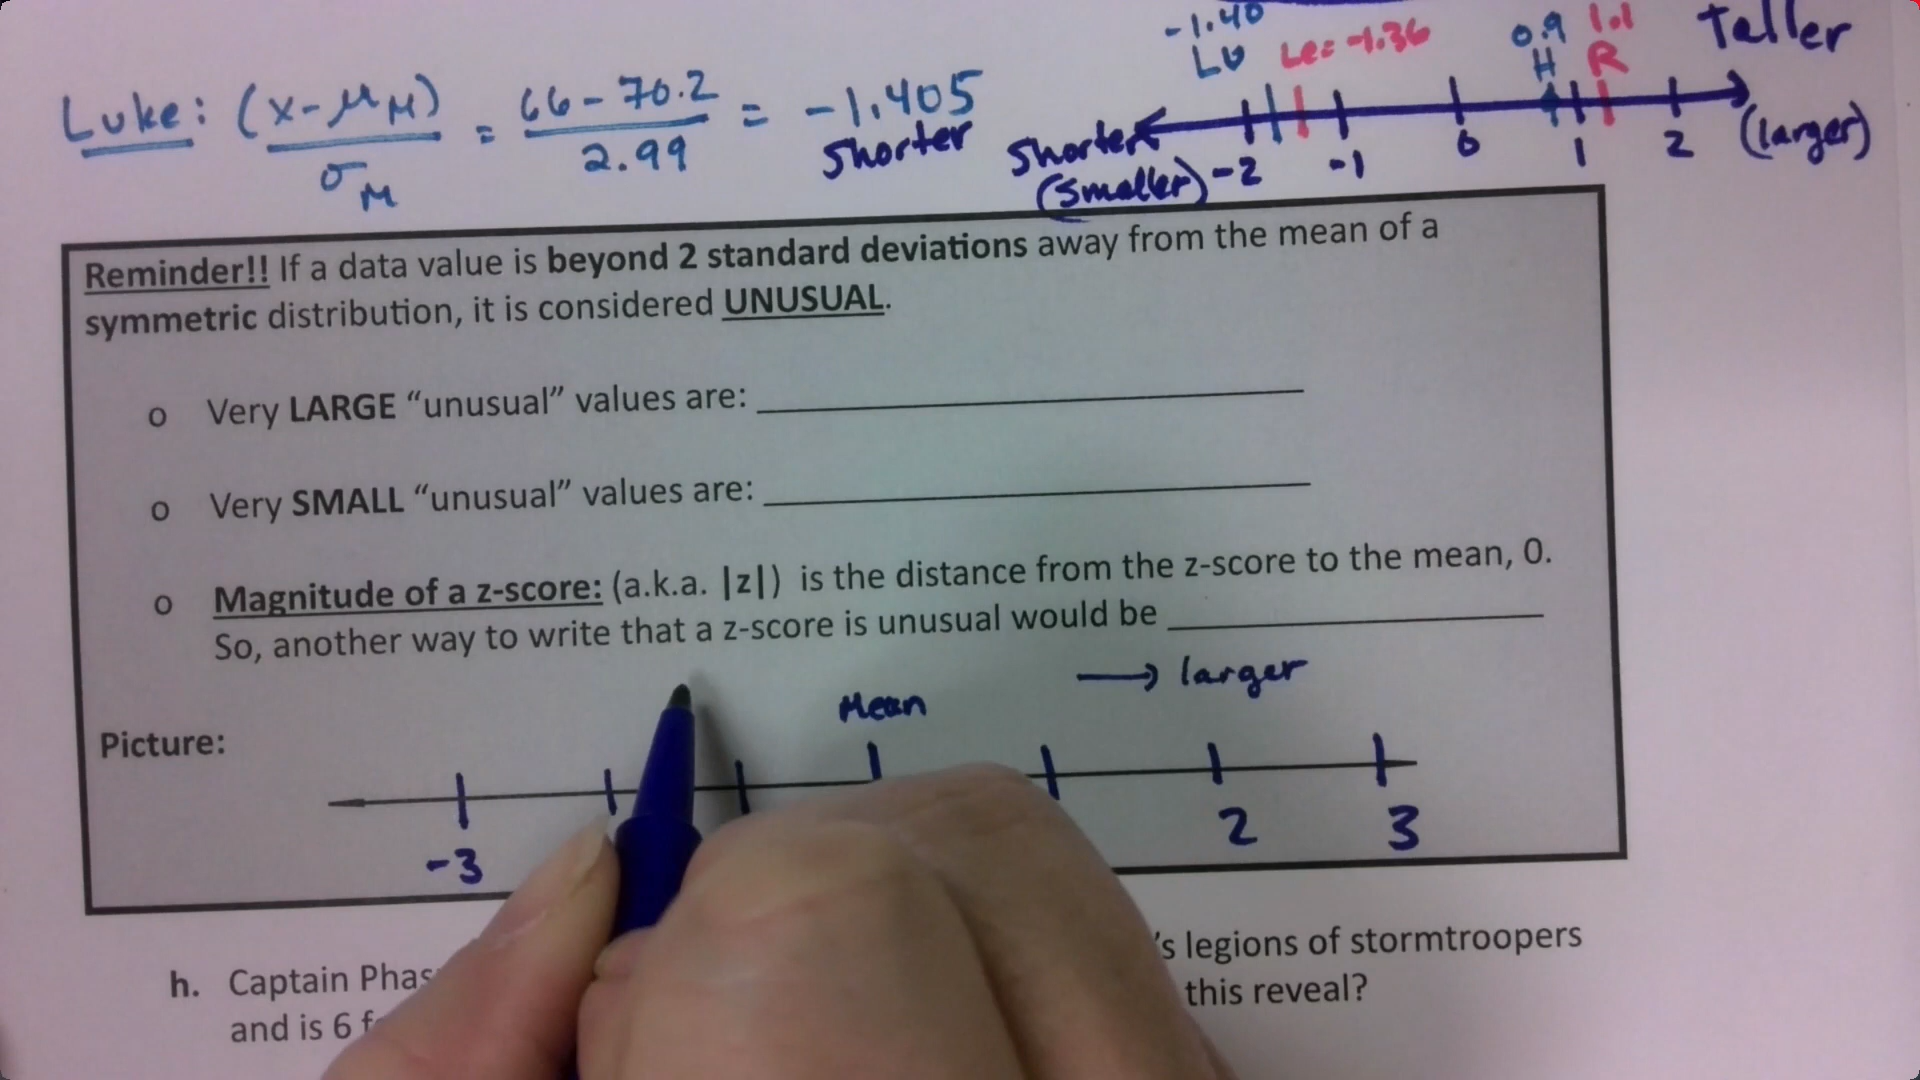 -1.40 0.9 1.1 Taller
Lu Le= -1.36 H R
Luke: (x-μM) = 66-70.2 = -1.405
σM 2.99 shorter
Shorter (smaller) -2 -1 0 1 2 (larger)
Reminder!! If a data value is beyond 2 standard deviations away from the mean of a
symmetric distribution, it is considered UNUSUAL.
o Very LARGE “unusual” values are:
o Very SMALL “unusual” values are:
o Magnitude of a z-score: (a.k.a. |z|) is the distance from the z-score to the mean, 0.
So, another way to write that a z-score is unusual would be
→ larger
Mean
Picture:
-3 2 3
h. Captain Phas 's legions of stormtroopers
and is 6 f this reveal?